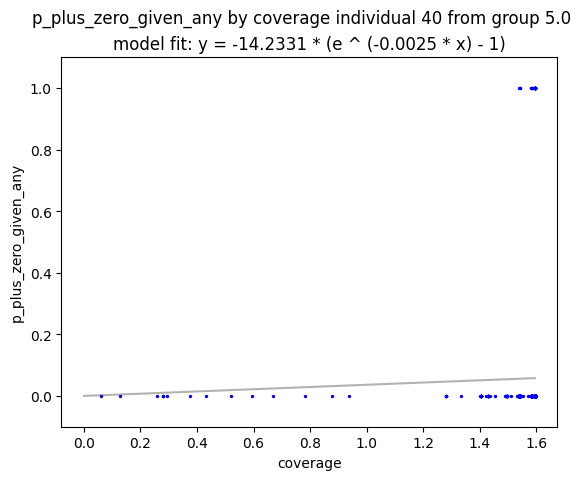 p_plus_zero_given_any by coverage individual 40 from group 5.0
model fit: y = -14.2331 * (e ^ (-0.0025 * x) - 1)
1.0
0.8
0.6
0.4
0.2
0.0
p_plus_zero_given_any
0.0 0.2 0.4 0.6 0.8 1.0 1.2 1.4 1.6
coverage